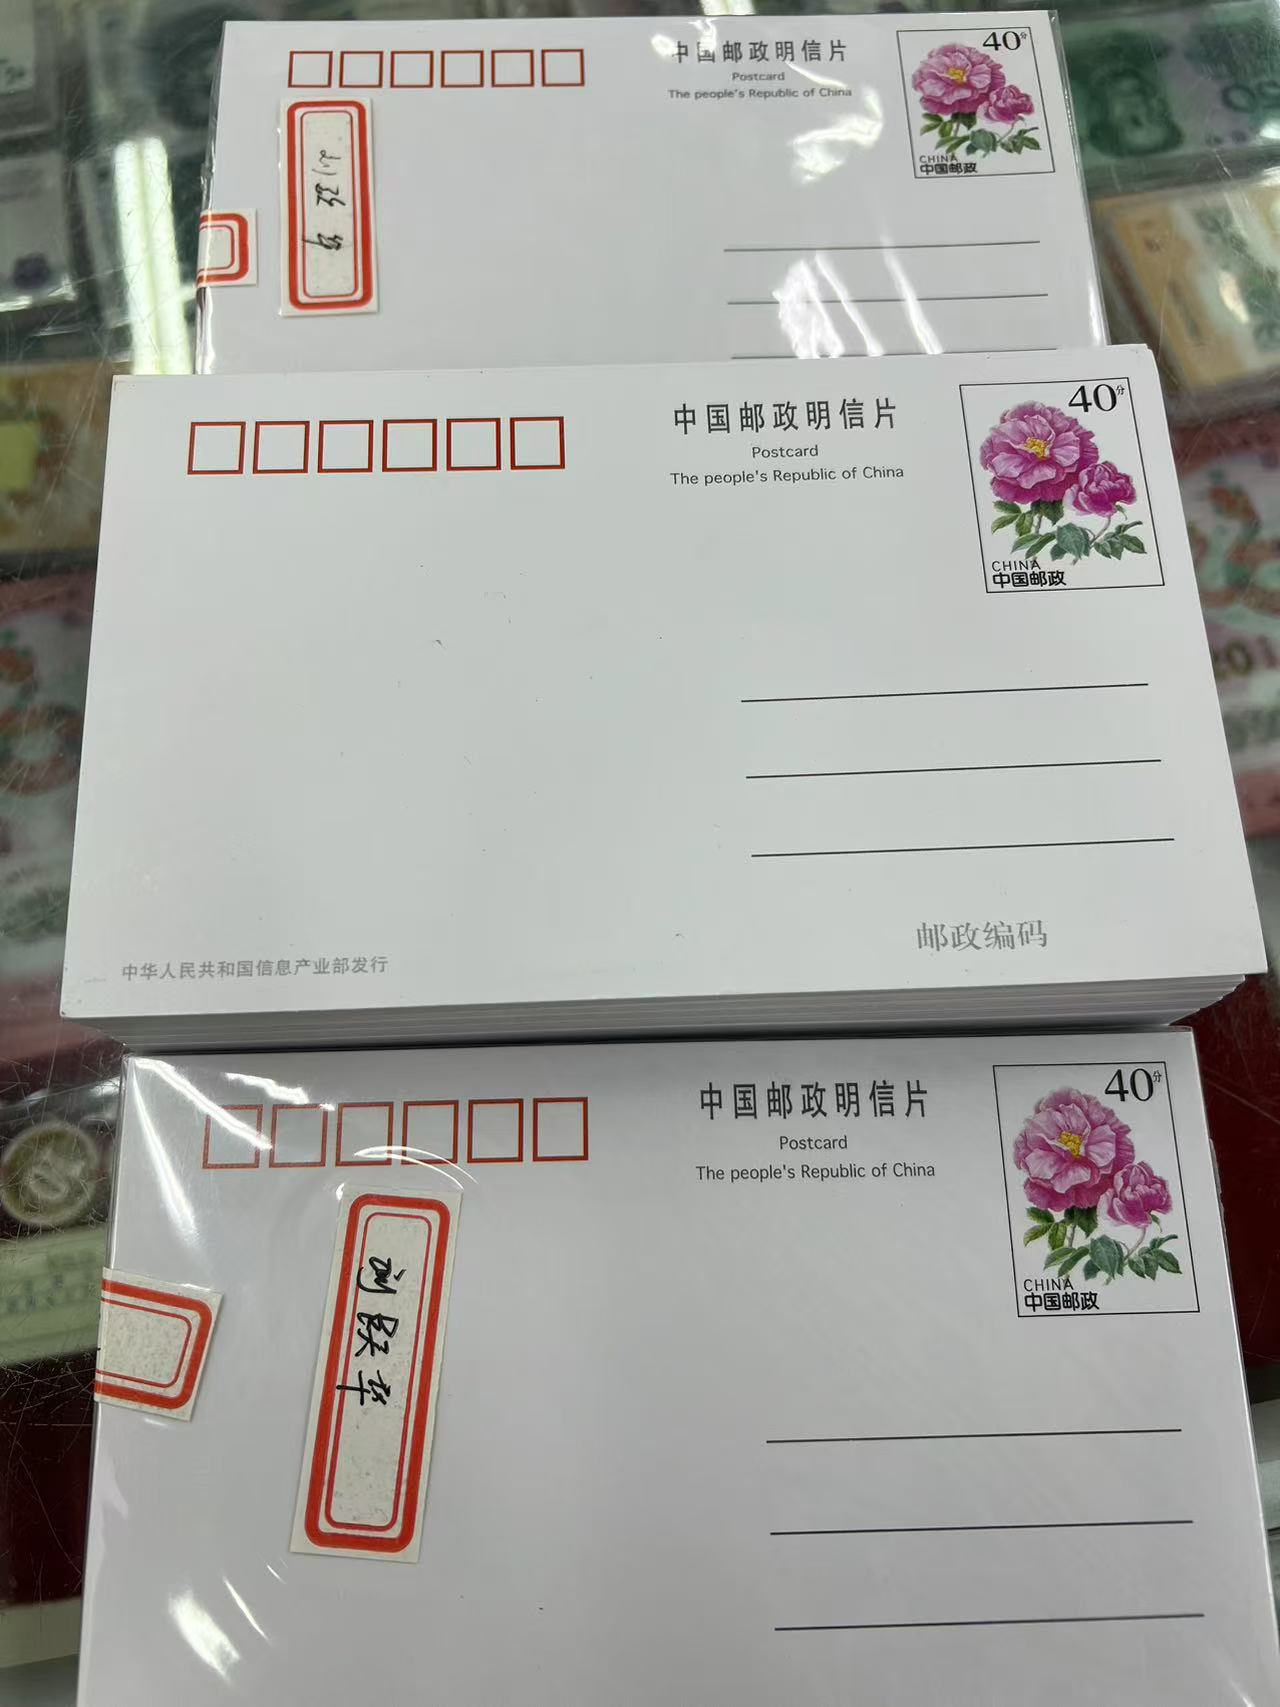 中国邮政明信片
Postcard
The people's Republic of China
40分
CHINA
中国邮政
中国邮政明信片
Postcard
The people's Republic of China
40分
CHINA
中国邮政
邮政编码
中华人民共和国信息产业部发行
中国邮政明信片
Postcard
The people's Republic of China
40分
CHINA
中国邮政
刘跃华